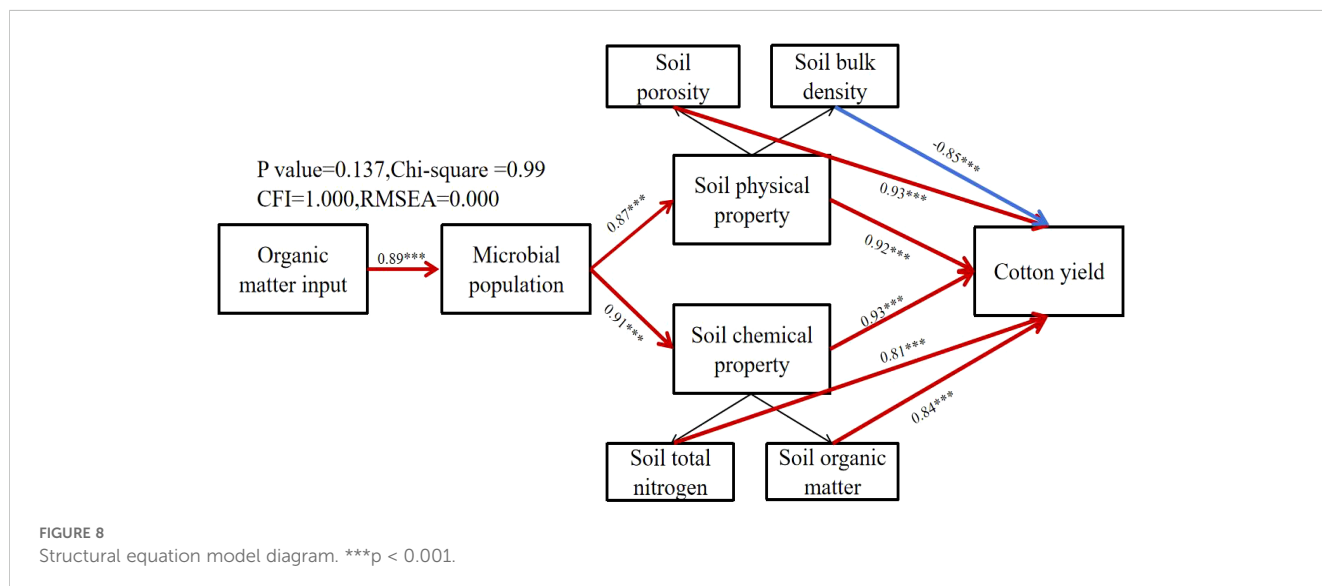 Soil
porosity
Soil bulk
density
P value=0.137,Chi-square =0.99
CFI=1.000,RMSEA=0.000
-0.85***
0.93***
Soil physical
property
0.87***
0.92***
Organic
matter input
0.89***
Microbial
population
Cotton yield
0.91***
0.93***
Soil chemical
property
0.81***
0.84***
Soil total
nitrogen
Soil organic
matter
FIGURE 8
Structural equation model diagram. ***p < 0.001.